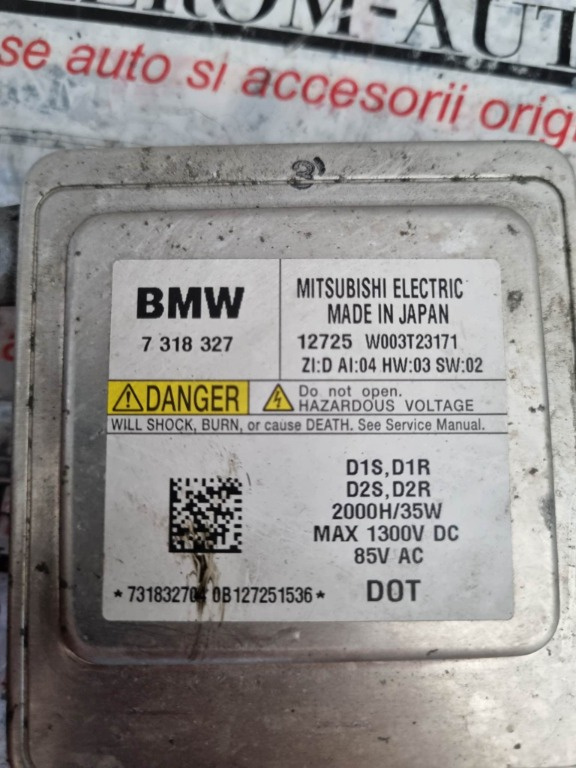 se auto si accesorii orig
3
BMW
7 318 327
MITSUBISHI ELECTRIC
MADE IN JAPAN
12725 W003T23171
ZI:D AI:04 HW:03 SW:02
DANGER
Do not open.
HAZARDOUS VOLTAGE
WILL SHOCK, BURN, or cause DEATH. See Service Manual.
D1S,D1R
D2S,D2R
2000H/35W
MAX 1300V DC
85V AC
DOT
0B127251536*